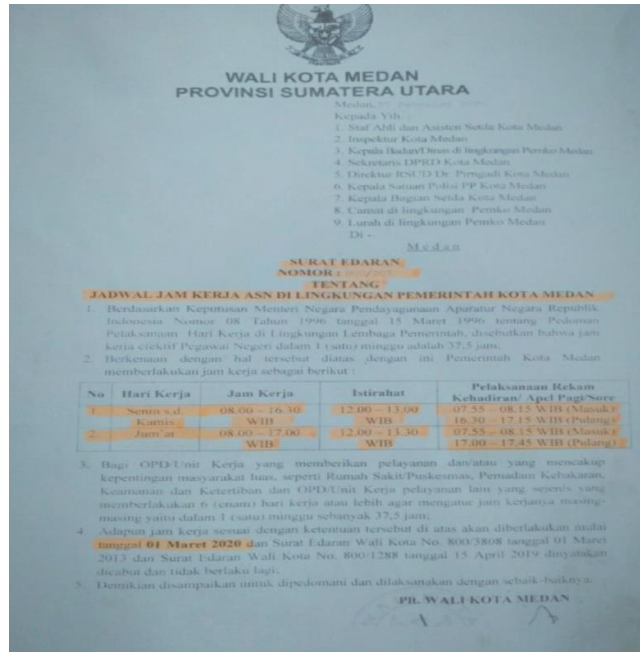 WALI KOTA MEDAN
PROVINSI SUMATERA UTARA
Medan,
Kepada Yth.
1. Staf Ahli dan Asisten Setda Kota Medan
2. Inspektur Kota Medan
3. Kepala Badan/Dinas di lingkungan Pemko Medan
4. Sekretaris DPRD Kota Medan
5. Direktur RSUD Dr. Pirngadi Kota Medan
6. Kepala Satuan Polisi PP Kota Medan
7. Kepala Bagian Setda Kota Medan
8. Camat di lingkungan Pemko Medan
9. Lurah di lingkungan Pemko Medan
Di -
Medan
SURAT EDARAN
NOMOR :
TENTANG
JADWAL JAM KERJA ASN DI LINGKUNGAN PEMERINTAH KOTA MEDAN
1. Berdasarkan Keputusan Menteri Negara Pendayagunaan Aparatur Negara Republik
Indonesia Nomor 08 Tahun 1996 tanggal 15 Maret 1996 tentang Pedoman
Pelaksanaan Hari Kerja di Lingkungan Lembaga Pemerintah, disebutkan bahwa jam
kerja efektif Pegawai Negeri dalam 1 (satu) minggu adalah 37,5 jam;
2. Berkenaan dengan hal tersebut diatas dengan ini Pemerintah Kota Medan
memberlakukan jam kerja sebagai berikut :
No Hari Kerja Jam Kerja Istirahat Pelaksanaan Rekam Kehadiran/ Apel Pagi/Sore
1. Senin s.d. Kamis 08.00 – 16.30 WIB 12.00 – 13.00 WIB 07.55 – 08.15 WIB (Masuk) 16.30 – 17.15 WIB (Pulang)
2. Jum'at 08.00 – 17.00 WIB 12.00 – 13.30 WIB 07.55 – 08.15 WIB (Masuk) 17.00 – 17.45 WIB (Pulang)
3. Bagi OPD/Unit Kerja yang memberikan pelayanan dan/atau yang mencakup
kepentingan masyarakat luas, seperti Rumah Sakit/Puskesmas, Pemadam Kebakaran,
Keamanan dan Ketertiban dan OPD/Unit Kerja pelayanan lain yang sejenis yang
memberlakukan 6 (enam) hari kerja atau lebih agar mengatur jam kerjanya masing-
masing yaitu dalam 1 (satu) minggu sebanyak 37,5 jam;
4. Adapun jam kerja sesuai dengan ketentuan tersebut di atas akan diberlakukan mulai
tanggal 01 Maret 2020 dan Surat Edaran Wali Kota No. 800/3808 tanggal 01 Maret
2013 dan Surat Edaran Wali Kota No. 800/1288 tanggal 15 April 2019 dinyatakan
dicabut dan tidak berlaku lagi;
5. Demikian disampaikan untuk dipedomani dan dilaksanakan dengan sebaik-baiknya.
Plt. WALI KOTA MEDAN